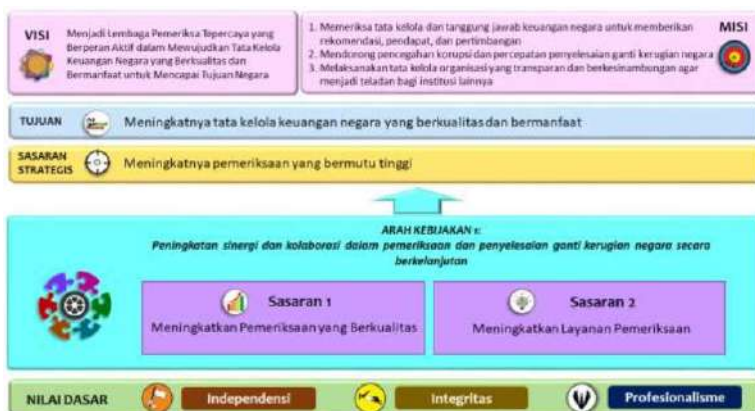 VISI
Menjadi Lembaga Pemeriksa Tepercaya yang
Berperan Aktif dalam Mewujudkan Tata Kelola
Keuangan Negara yang Berkualitas dan
Bermanfaat untuk Mencapai Tujuan Negara
MISI
1. Memeriksa tata kelola dan tanggung jawab keuangan negara untuk memberikan
rekomendasi, pendapat, dan pertimbangan
2. Mendorong pencegahan korupsi dan percepatan penyelesaian ganti kerugian negara
3. Melaksanakan tata kelola organisasi yang transparan dan berkesinambungan agar
menjadi teladan bagi institusi lainnya
TUJUAN
Meningkatnya tata kelola keuangan negara yang berkualitas dan bermanfaat
SASARAN
STRATEGIS
Meningkatnya pemeriksaan yang bermutu tinggi
ARAH KEBIJAKAN 1:
Peningkatan sinergi dan kolaborasi dalam pemeriksaan dan penyelesaian ganti kerugian negara secara
berkelanjutan
Sasaran 1
Meningkatkan Pemeriksaan yang Berkualitas
Sasaran 2
Meningkatkan Layanan Pemeriksaan
NILAI DASAR
Independensi
Integritas
Profesionalisme